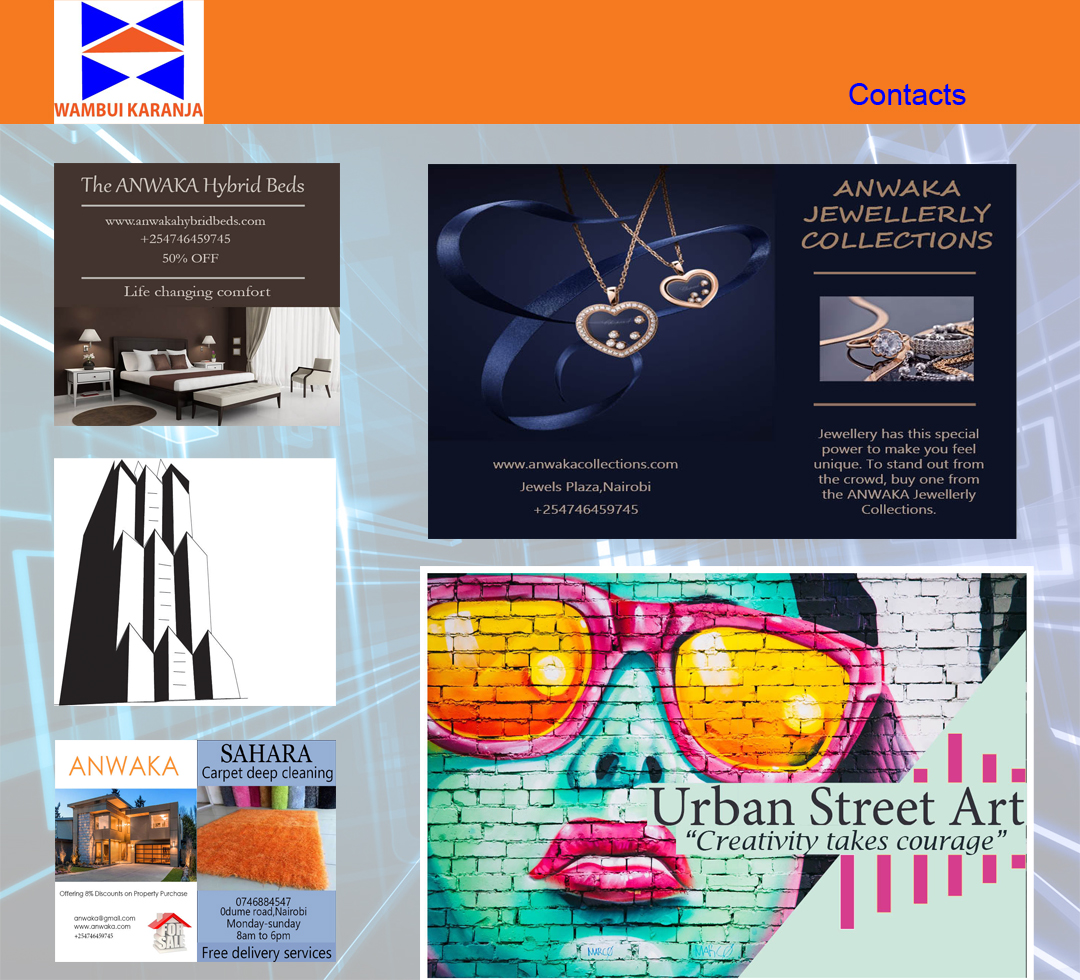 WAMBUI KARANJA
Contacts
The ANWAKA Hybrid Beds
www.anwakahybridbeds.com
+254746459745
50% OFF
Life changing comfort
ANWAKA
JEWELLERLY
COLLECTIONS
www.anwakacollections.com
Jewels Plaza,Nairobi
+254746459745
Jewellery has this special
power to make you feel
unique. To stand out from
the crowd, buy one from
the ANWAKA Jewellerly
Collections.
ANWAKA
Offering 8% Discounts on Property Purchase
anwaka@gmail.com
www.anwaka.com
+254746459745
FOR
SALE
SAHARA
Carpet deep cleaning
0746884547
0dume road,Nairobi
Monday-sunday
8am to 6pm
Free delivery services
Urban Street Art
“Creativity takes courage”